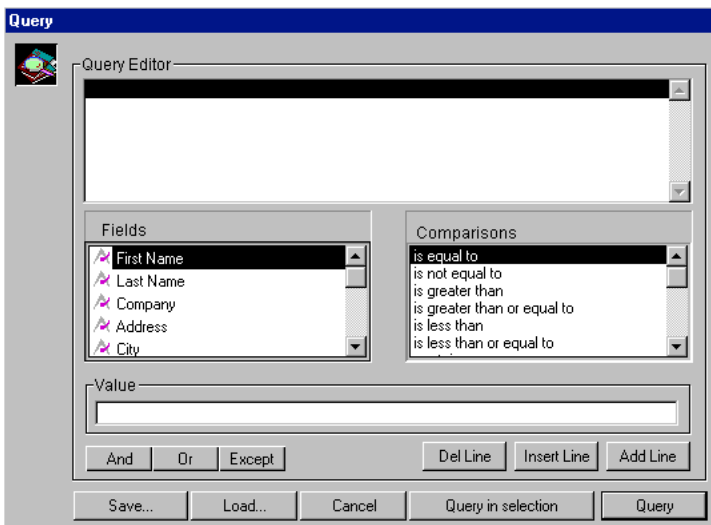 Query
Query Editor
Fields
First Name
Last Name
Company
Address
City
Comparisons
is equal to
is not equal to
is greater than
is greater than or equal to
is less than
is less than or equal to
Value
And Or Except Del Line Insert Line Add Line
Save... Load... Cancel Query in selection Query